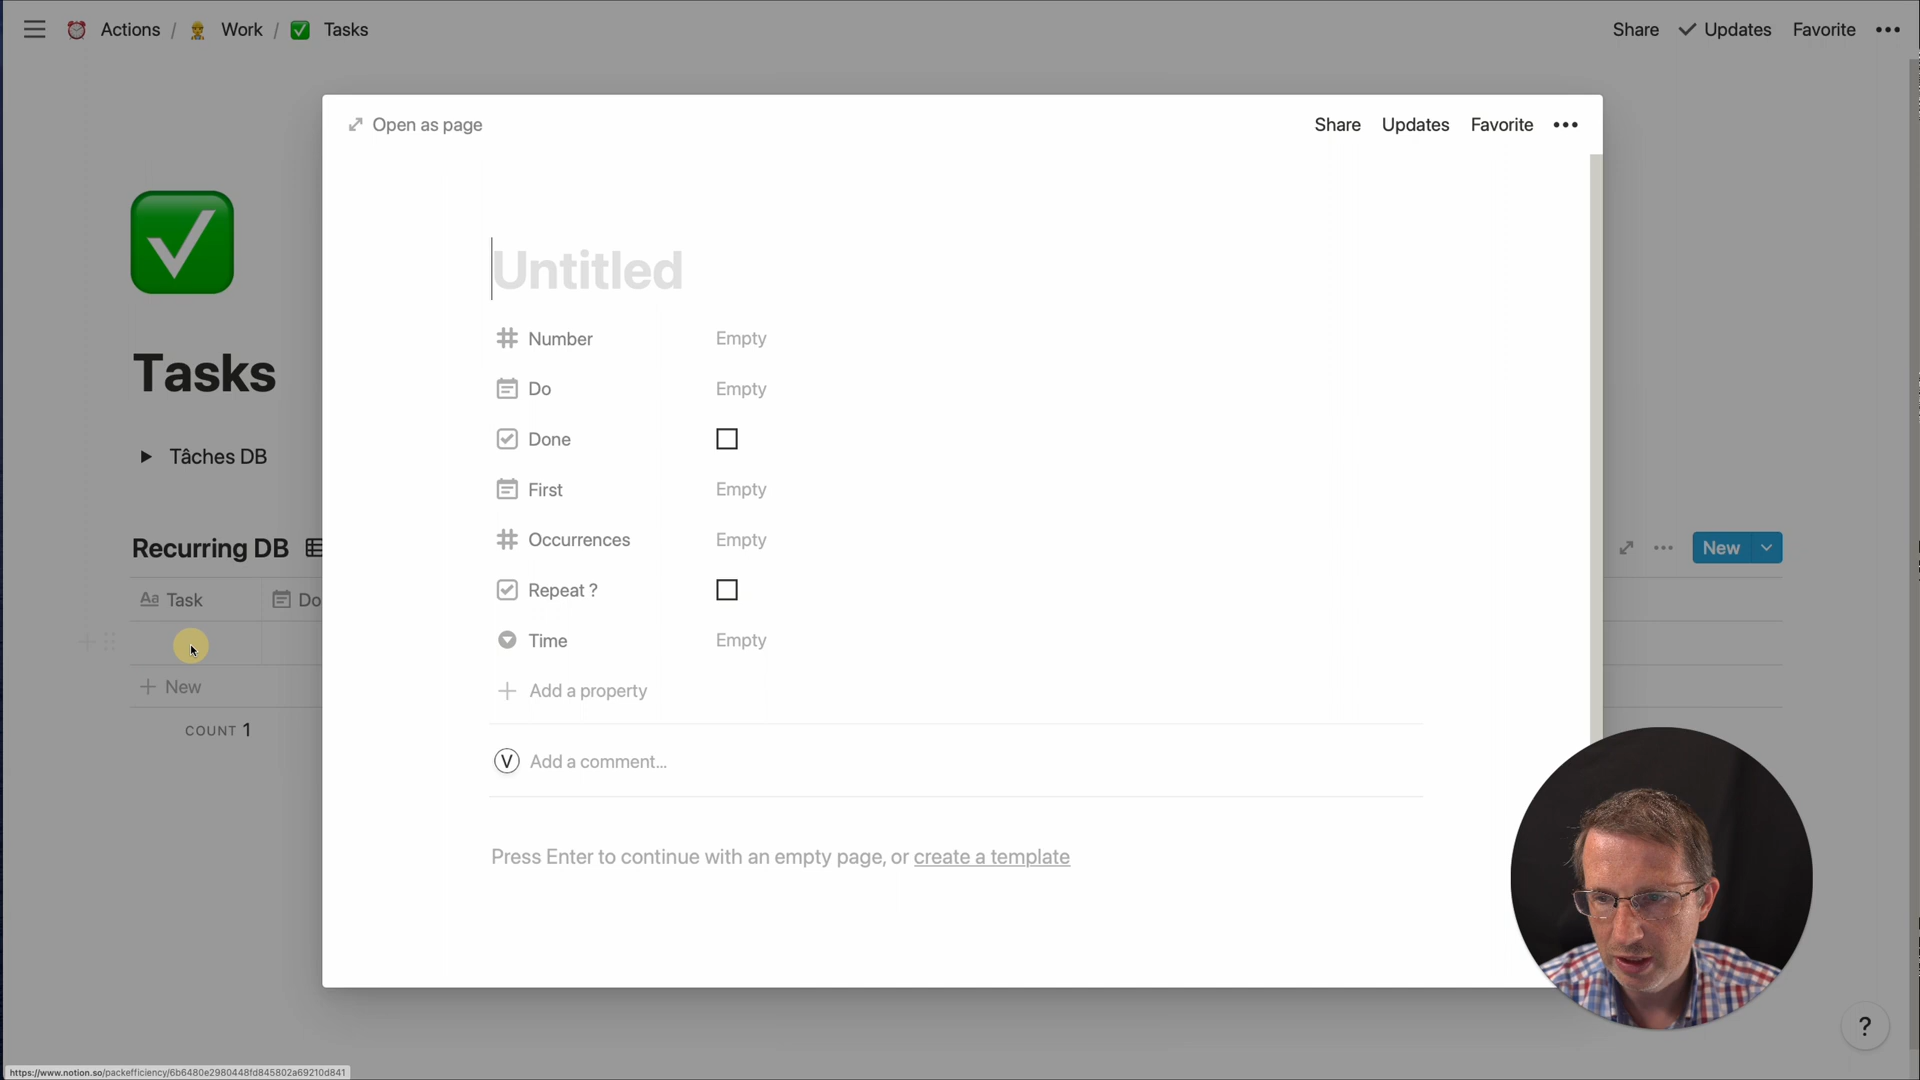 Actions / Work / Tasks
Share Updates Favorite
Open as page
Share Updates Favorite
Untitled
Number Empty
Do Empty
Done
First Empty
Occurrences Empty
Repeat ?
Time Empty
Add a property
V Add a comment...
Press Enter to continue with an empty page, or create a template
Tasks
Tâches DB
Recurring DB
New
Aa Task Do
New
COUNT 1
?
https://www.notion.so/packefficiency/6b6480e2980448fd845802a69210d841